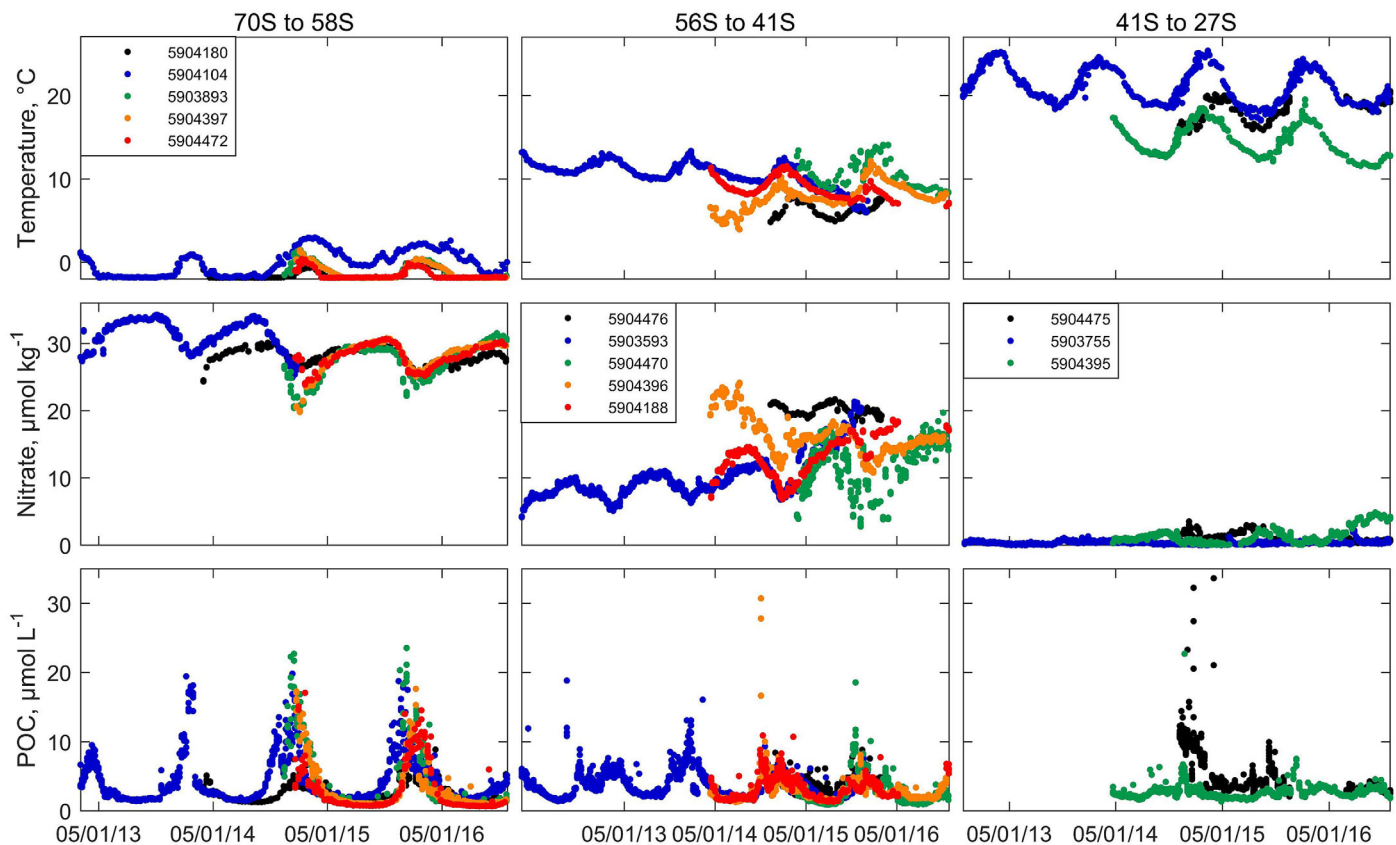 70S to 58S
56S to 41S
41S to 27S
Temperature, °C
20
10
0
5904180
5904104
5903893
5904397
5904472
Nitrate, µmol kg⁻¹
30
20
10
0
5904476
5903593
5904470
5904396
5904188
5904475
5903755
5904395
POC, µmol L⁻¹
30
20
10
0
05/01/13 05/01/14 05/01/15 05/01/16
05/01/13 05/01/14 05/01/15 05/01/16
05/01/13 05/01/14 05/01/15 05/01/16